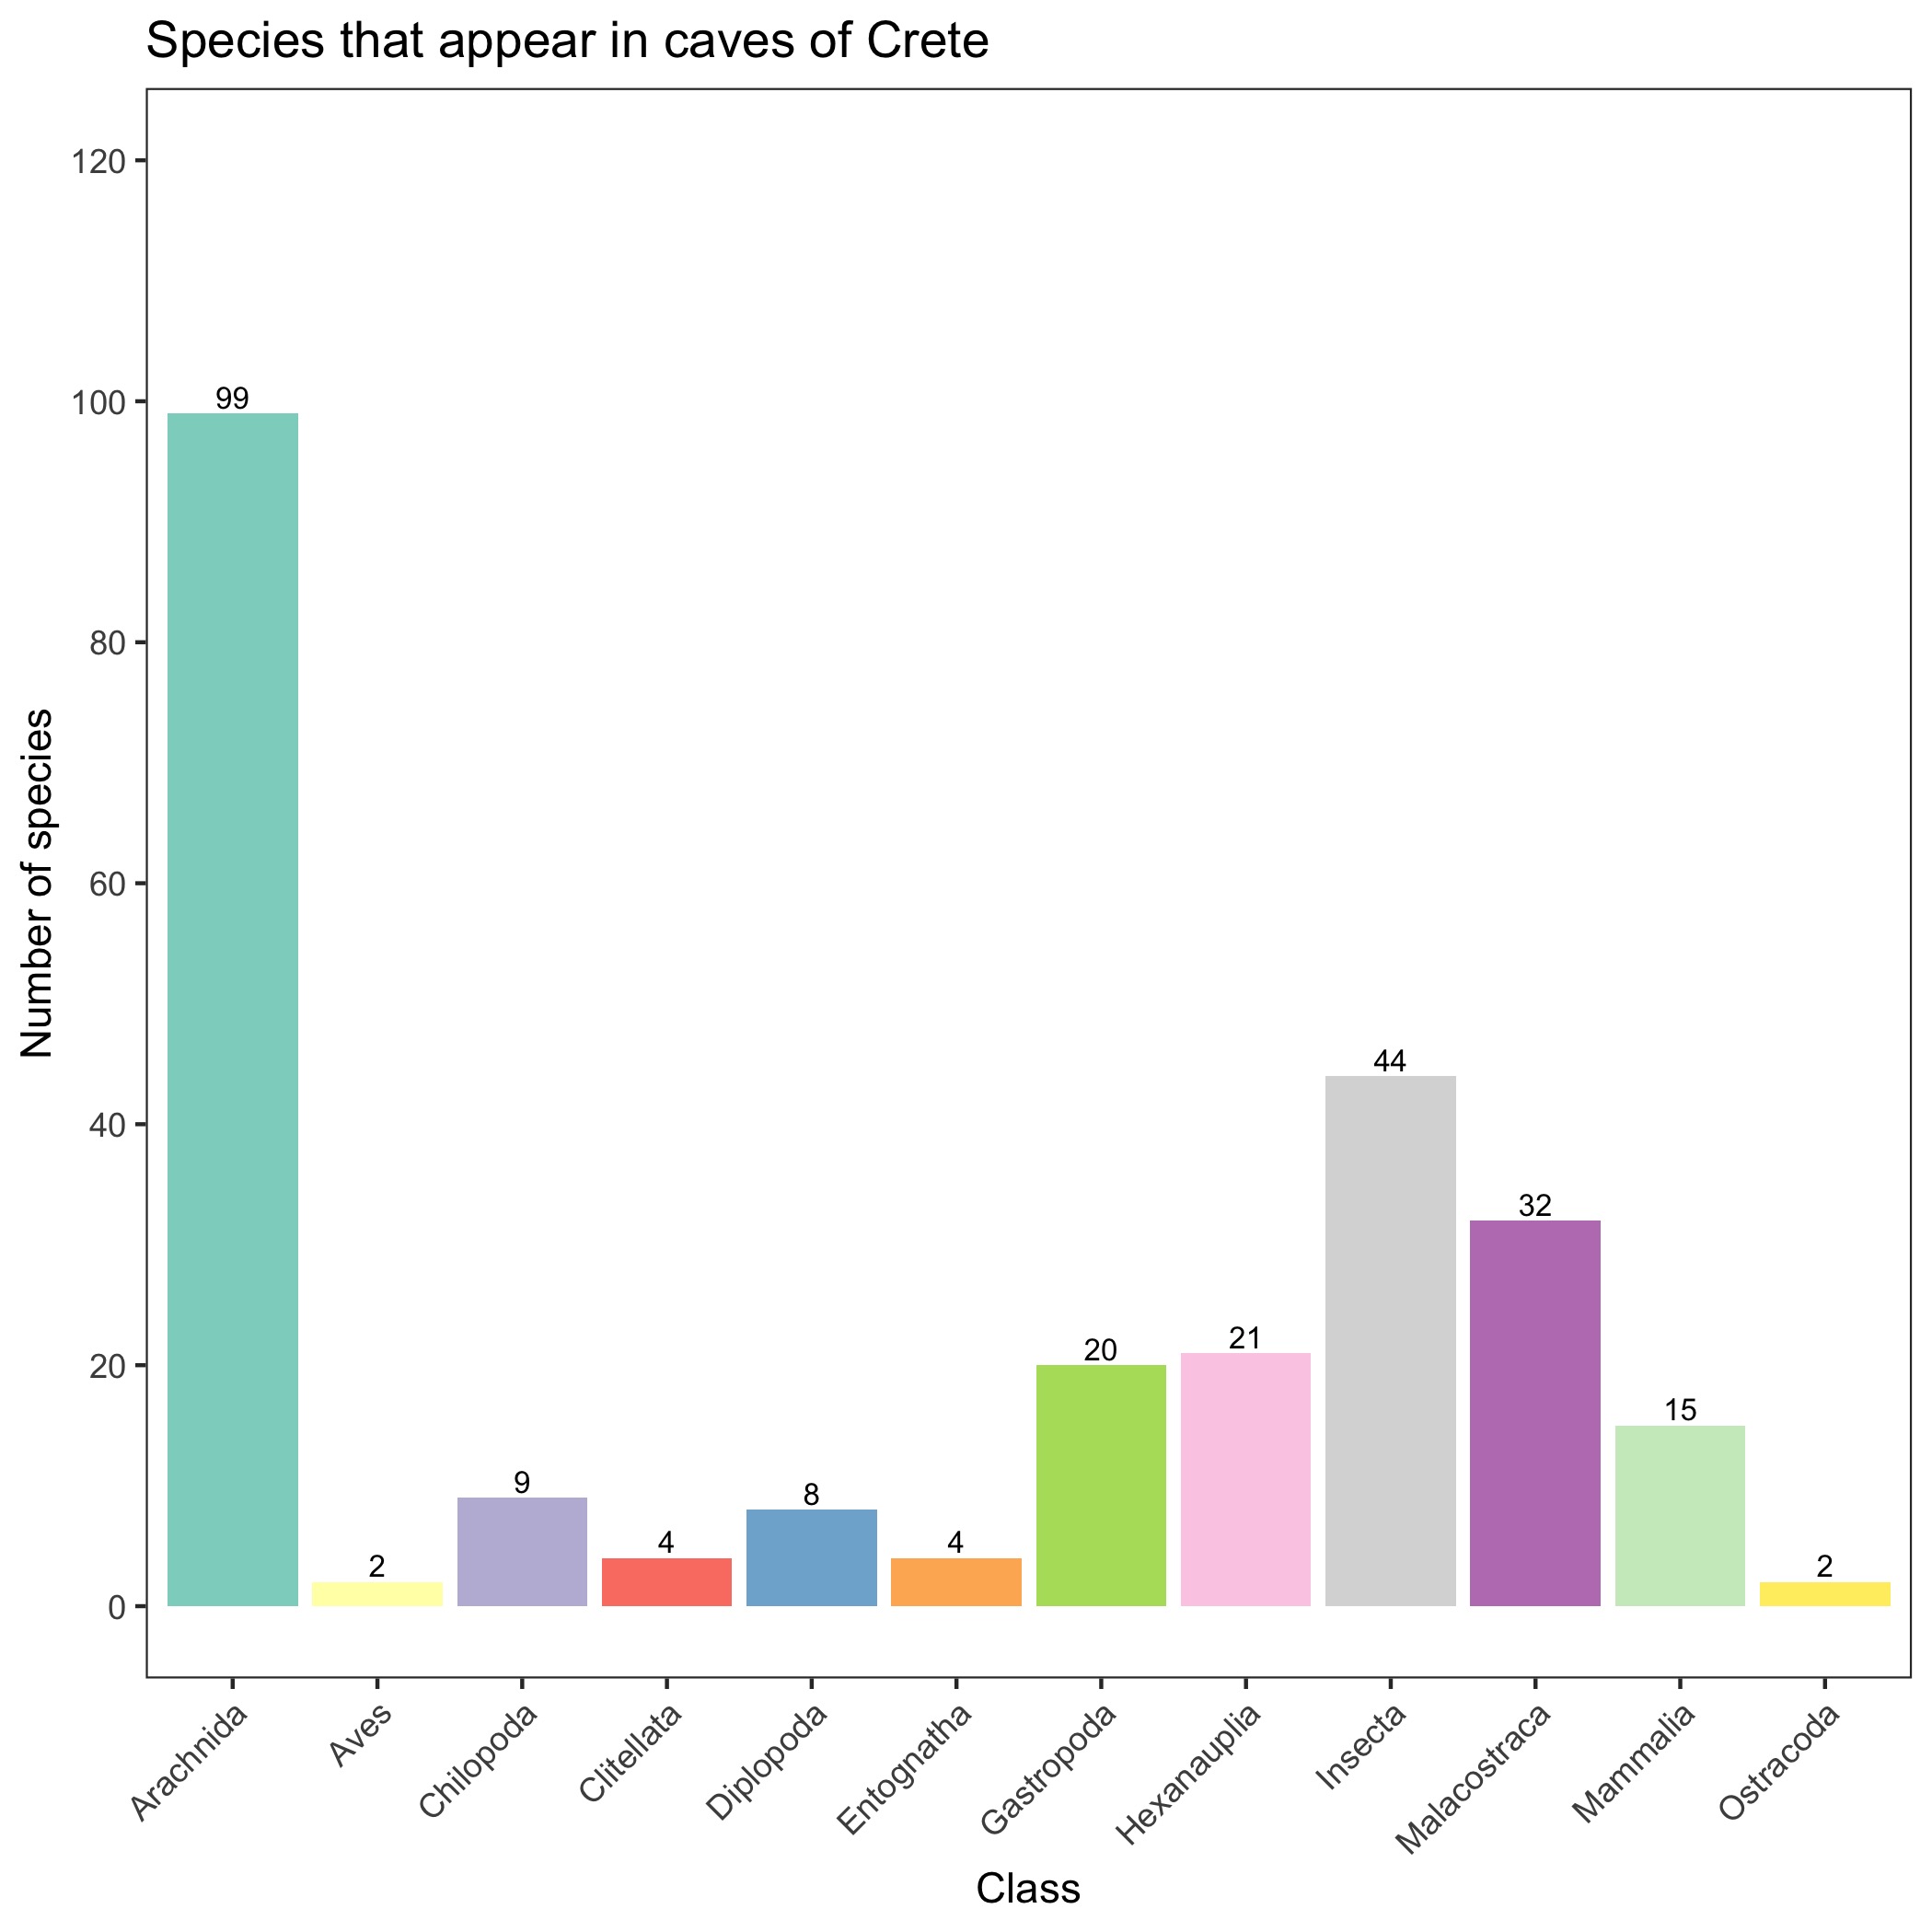 Species that appear in caves of Crete
Number of species
120
100
80
60
40
20
0
99
2
9
4
8
4
20
21
44
32
15
2
Arachnida
Aves
Chilopoda
Clitellata
Diplopoda
Entognatha
Gastropoda
Hexanauplia
Insecta
Malacostraca
Mammalia
Ostracoda
Class